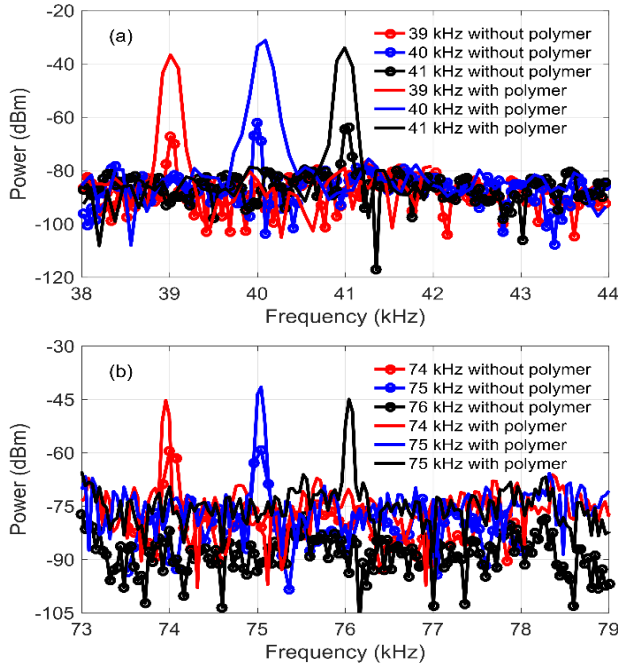 -20
(a)
39 kHz without polymer
40 kHz without polymer
41 kHz without polymer
39 kHz with polymer
40 kHz with polymer
41 kHz with polymer
-40
-60
-80
-100
-120
Power (dBm)
38 39 40 41 42 43 44
Frequency (kHz)
-30
(b)
74 kHz without polymer
75 kHz without polymer
76 kHz without polymer
74 kHz with polymer
75 kHz with polymer
75 kHz with polymer
-45
-60
-75
-90
-105
Power (dBm)
73 74 75 76 77 78 79
Frequency (kHz)